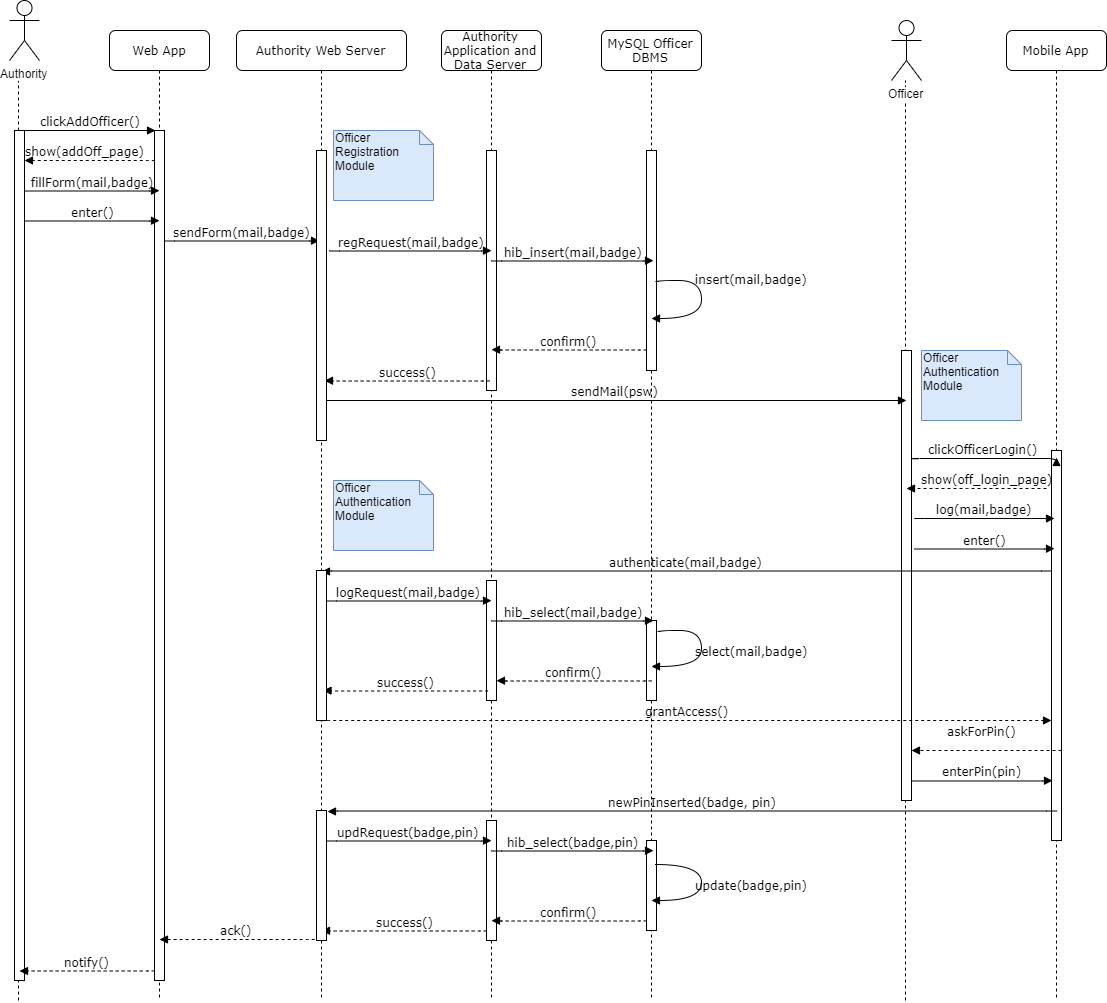 Authority
Web App
Authority Web Server
Authority
Application and
Data Server
MySQL Officer
DBMS
Officer
Mobile App
clickAddOfficer()
show(addOff_page)
fillForm(mail,badge)
enter()
sendForm(mail,badge)
Officer
Registration
Module
regRequest(mail,badge)
hib_insert(mail,badge)
insert(mail,badge)
confirm()
success()
sendMail(psw)
Officer
Authentication
Module
clickOfficerLogin()
show(off_login_page)
log(mail,badge)
enter()
Officer
Authentication
Module
authenticate(mail,badge)
logRequest(mail,badge)
hib_select(mail,badge)
select(mail,badge)
confirm()
success()
grantAccess()
askForPin()
enterPin(pin)
newPinInserted(badge, pin)
updRequest(badge,pin)
hib_select(badge,pin)
update(badge,pin)
confirm()
success()
ack()
notify()